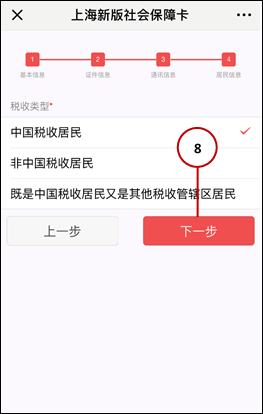 上海新版社会保障卡
1 2 3 4
基本信息 证件信息 通讯信息 居民信息
税收类型*
中国税收居民
非中国税收居民
8
既是中国税收居民又是其他税收管辖区居民
上一步 下一步